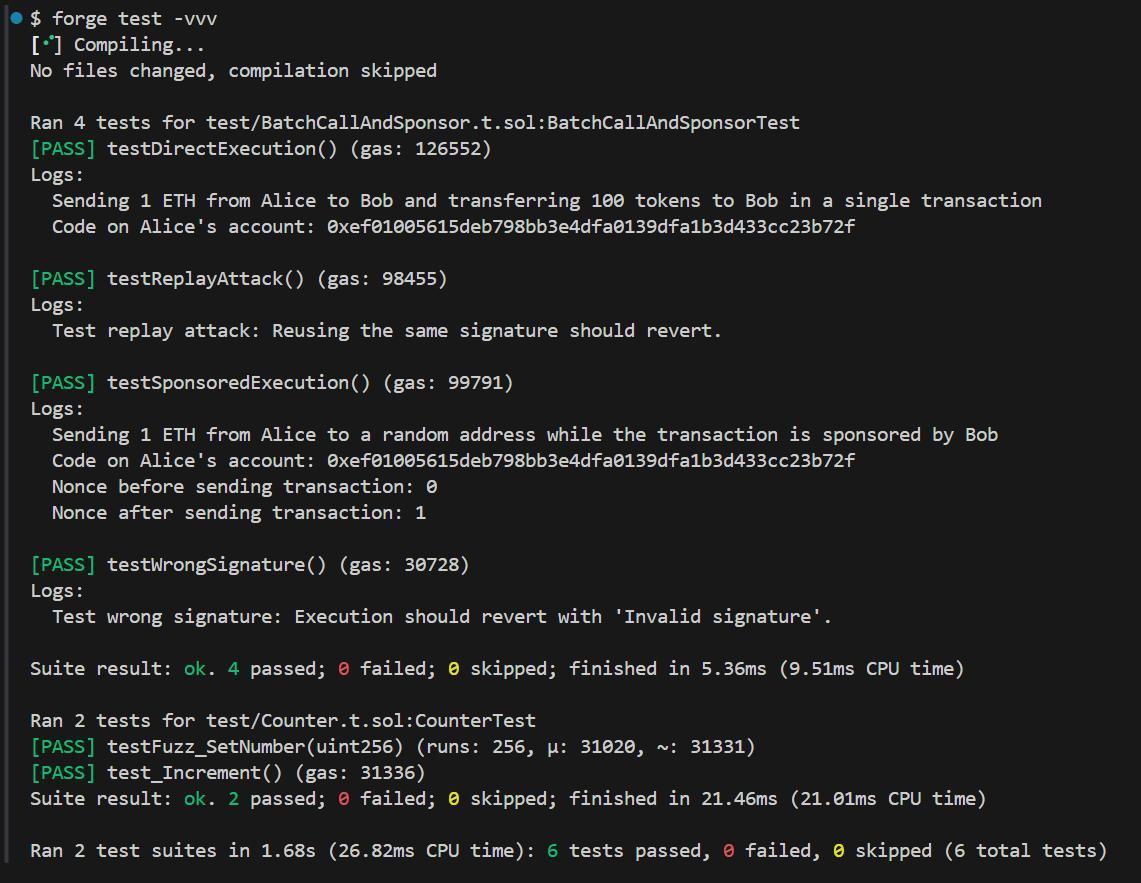 $ forge test -vvv
[⠊] Compiling...
No files changed, compilation skipped
Ran 4 tests for test/BatchCallAndSponsor.t.sol:BatchCallAndSponsorTest
[PASS] testDirectExecution() (gas: 126552)
Logs:
Sending 1 ETH from Alice to Bob and transferring 100 tokens to Bob in a single transaction
Code on Alice's account: 0xef01005615deb798bb3e4dfa0139dfa1b3d433cc23b72f
[PASS] testReplayAttack() (gas: 98455)
Logs:
Test replay attack: Reusing the same signature should revert.
[PASS] testSponsoredExecution() (gas: 99791)
Logs:
Sending 1 ETH from Alice to a random address while the transaction is sponsored by Bob
Code on Alice's account: 0xef01005615deb798bb3e4dfa0139dfa1b3d433cc23b72f
Nonce before sending transaction: 0
Nonce after sending transaction: 1
[PASS] testWrongSignature() (gas: 30728)
Logs:
Test wrong signature: Execution should revert with 'Invalid signature'.
Suite result: ok. 4 passed; 0 failed; 0 skipped; finished in 5.36ms (9.51ms CPU time)
Ran 2 tests for test/Counter.t.sol:CounterTest
[PASS] testFuzz_SetNumber(uint256) (runs: 256, μ: 31020, ~: 31331)
[PASS] test_Increment() (gas: 31336)
Suite result: ok. 2 passed; 0 failed; 0 skipped; finished in 21.46ms (21.01ms CPU time)
Ran 2 test suites in 1.68s (26.82ms CPU time): 6 tests passed, 0 failed, 0 skipped (6 total tests)